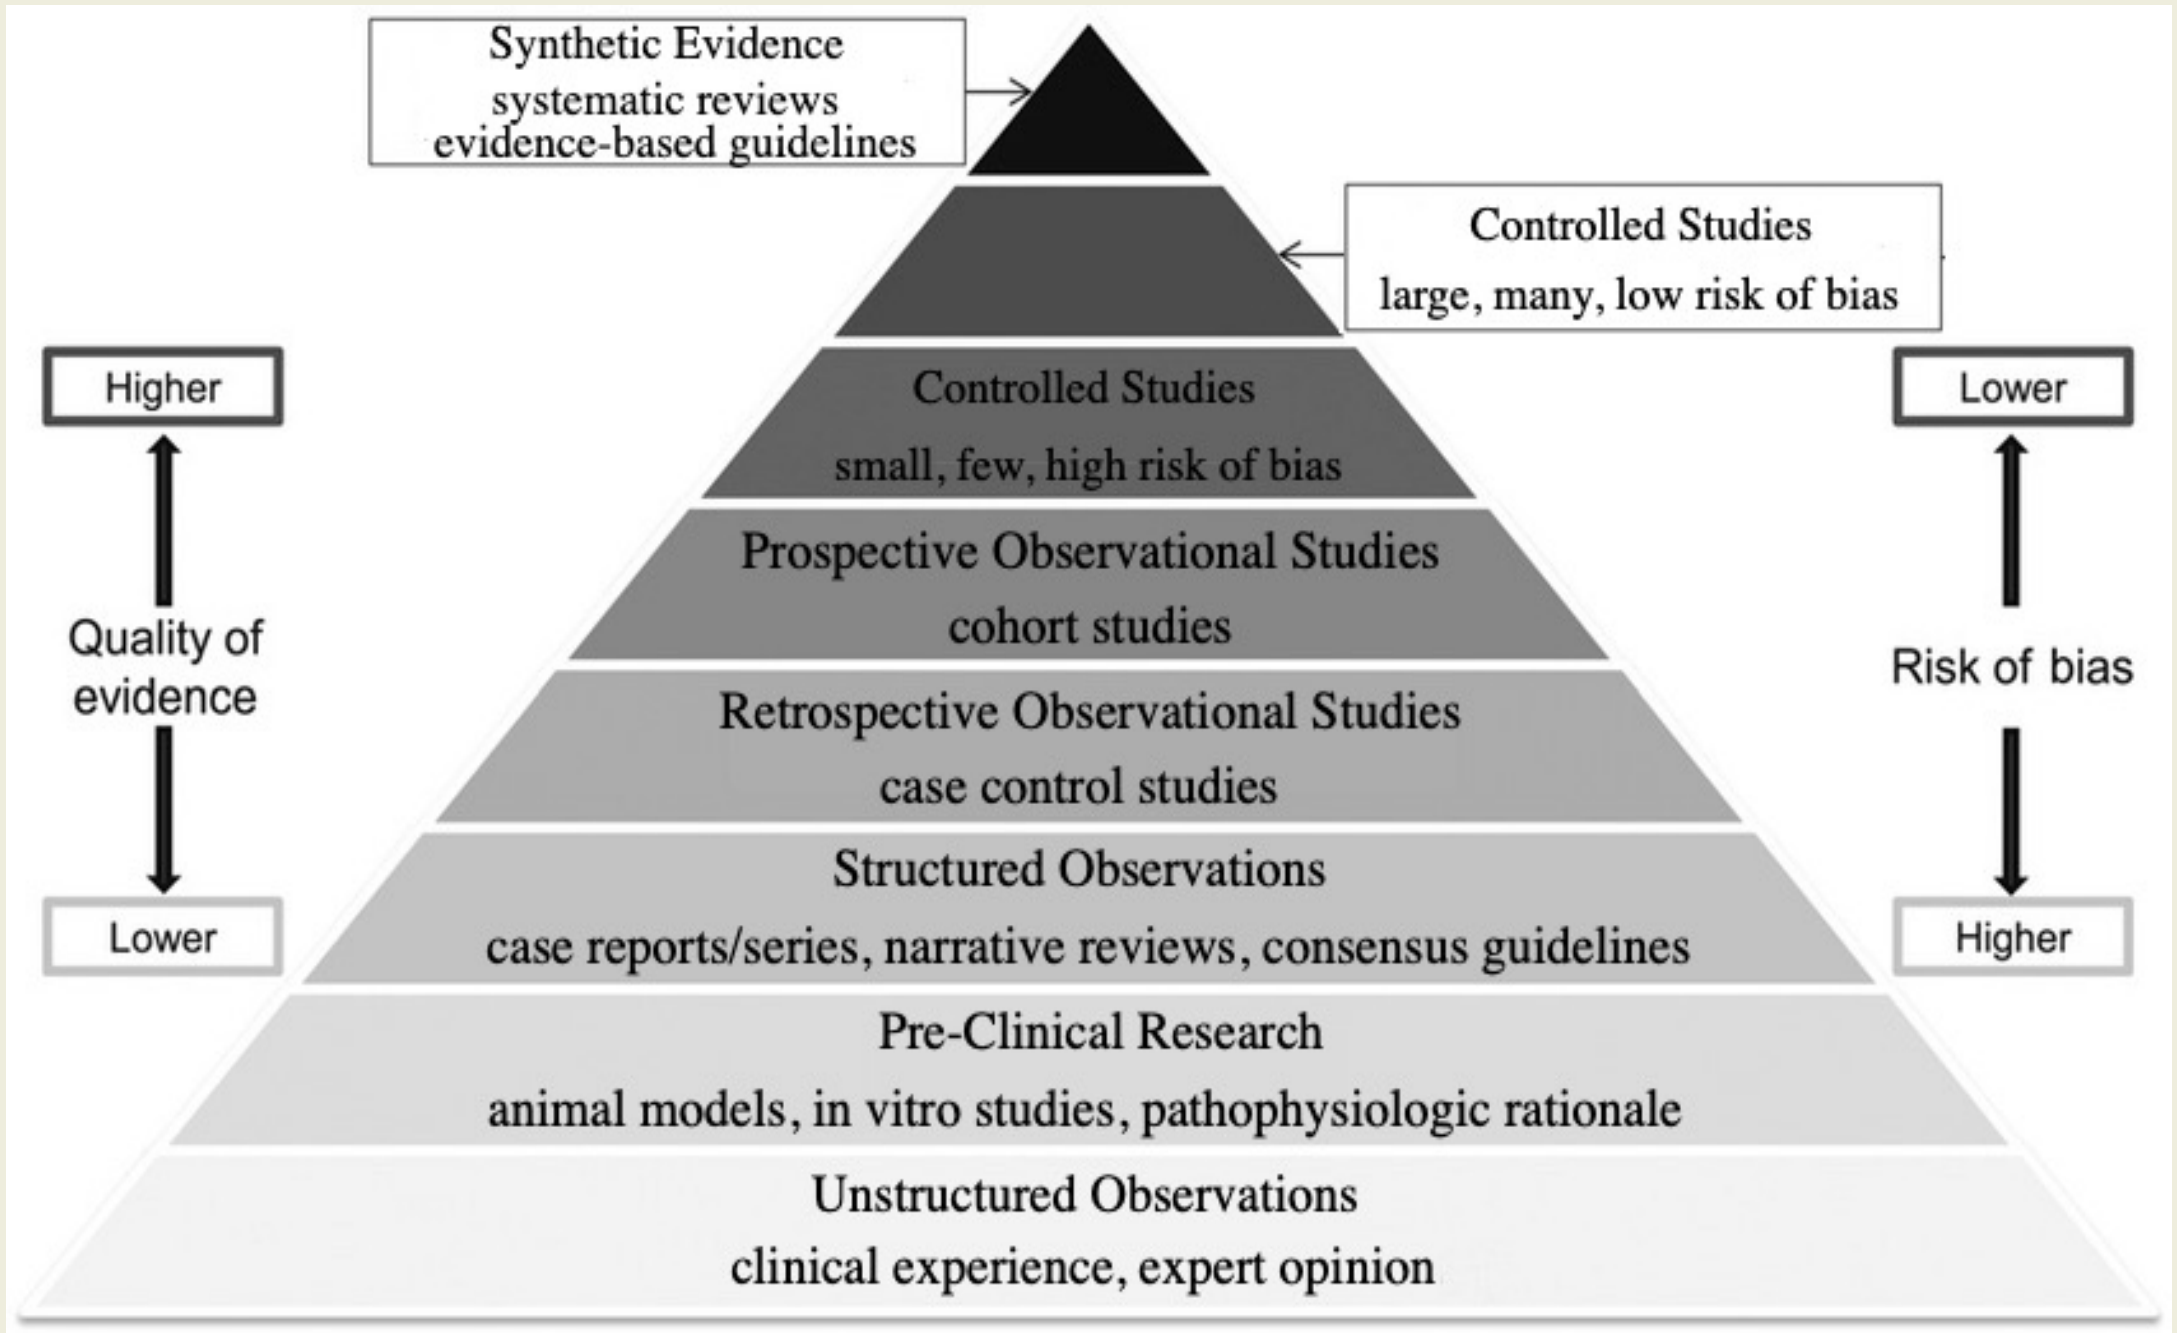 Synthetic Evidence
systematic reviews
evidence-based guidelines
Controlled Studies
large, many, low risk of bias
Higher
Quality of
evidence
Lower
Controlled Studies
small, few, high risk of bias
Prospective Observational Studies
cohort studies
Retrospective Observational Studies
case control studies
Structured Observations
case reports/series, narrative reviews, consensus guidelines
Pre-Clinical Research
animal models, in vitro studies, pathophysiologic rationale
Unstructured Observations
clinical experience, expert opinion
Lower
Risk of bias
Higher